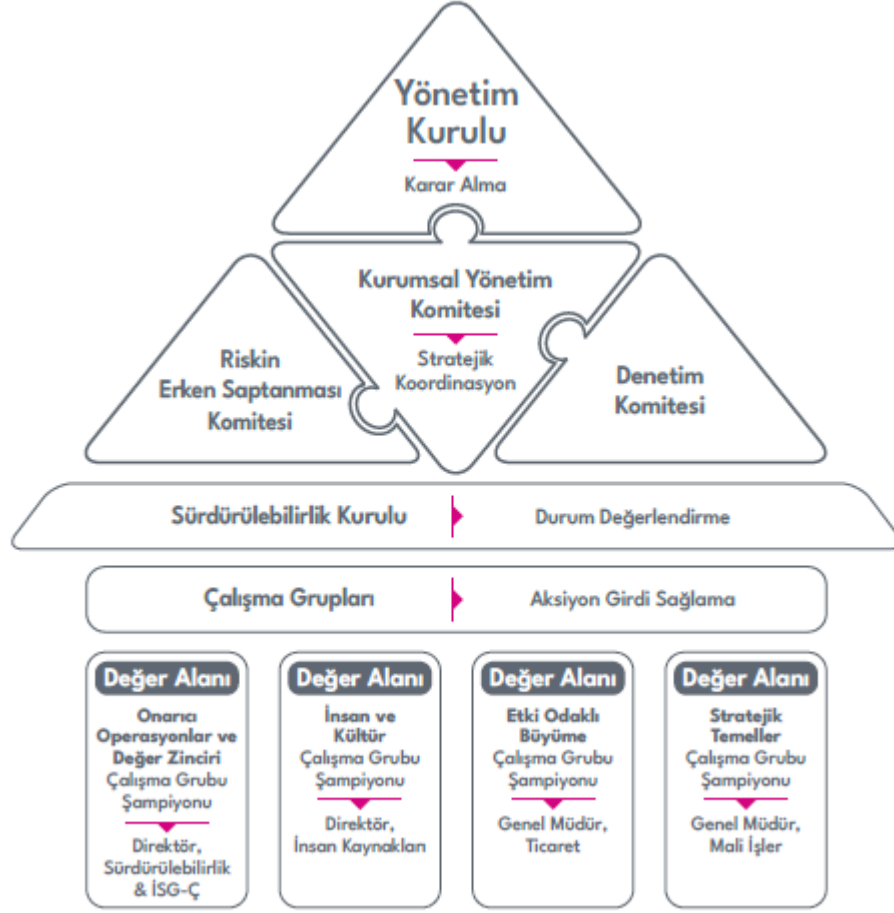 Yönetim
Kurulu
Karar Alma
Kurumsal Yönetim
Komitesi
Stratejik
Koordinasyon
Riskin
Erken Saptanması
Komitesi
Denetim
Komitesi
Sürdürülebilirlik Kurulu
Durum Değerlendirme
Çalışma Grupları
Aksiyon Girdi Sağlama
Değer Alanı
Onarıcı
Operasyonlar ve
Değer Zinciri
Çalışma Grubu
Şampiyonu
Direktör,
Sürdürülebilirlik
& İSG-Ç
Değer Alanı
İnsan ve
Kültür
Çalışma Grubu
Şampiyonu
Direktör,
İnsan Kaynakları
Değer Alanı
Etki Odaklı
Büyüme
Çalışma Grubu
Şampiyonu
Genel Müdür,
Ticaret
Değer Alanı
Stratejik
Temeller
Çalışma Grubu
Şampiyonu
Genel Müdür,
Mali İşler